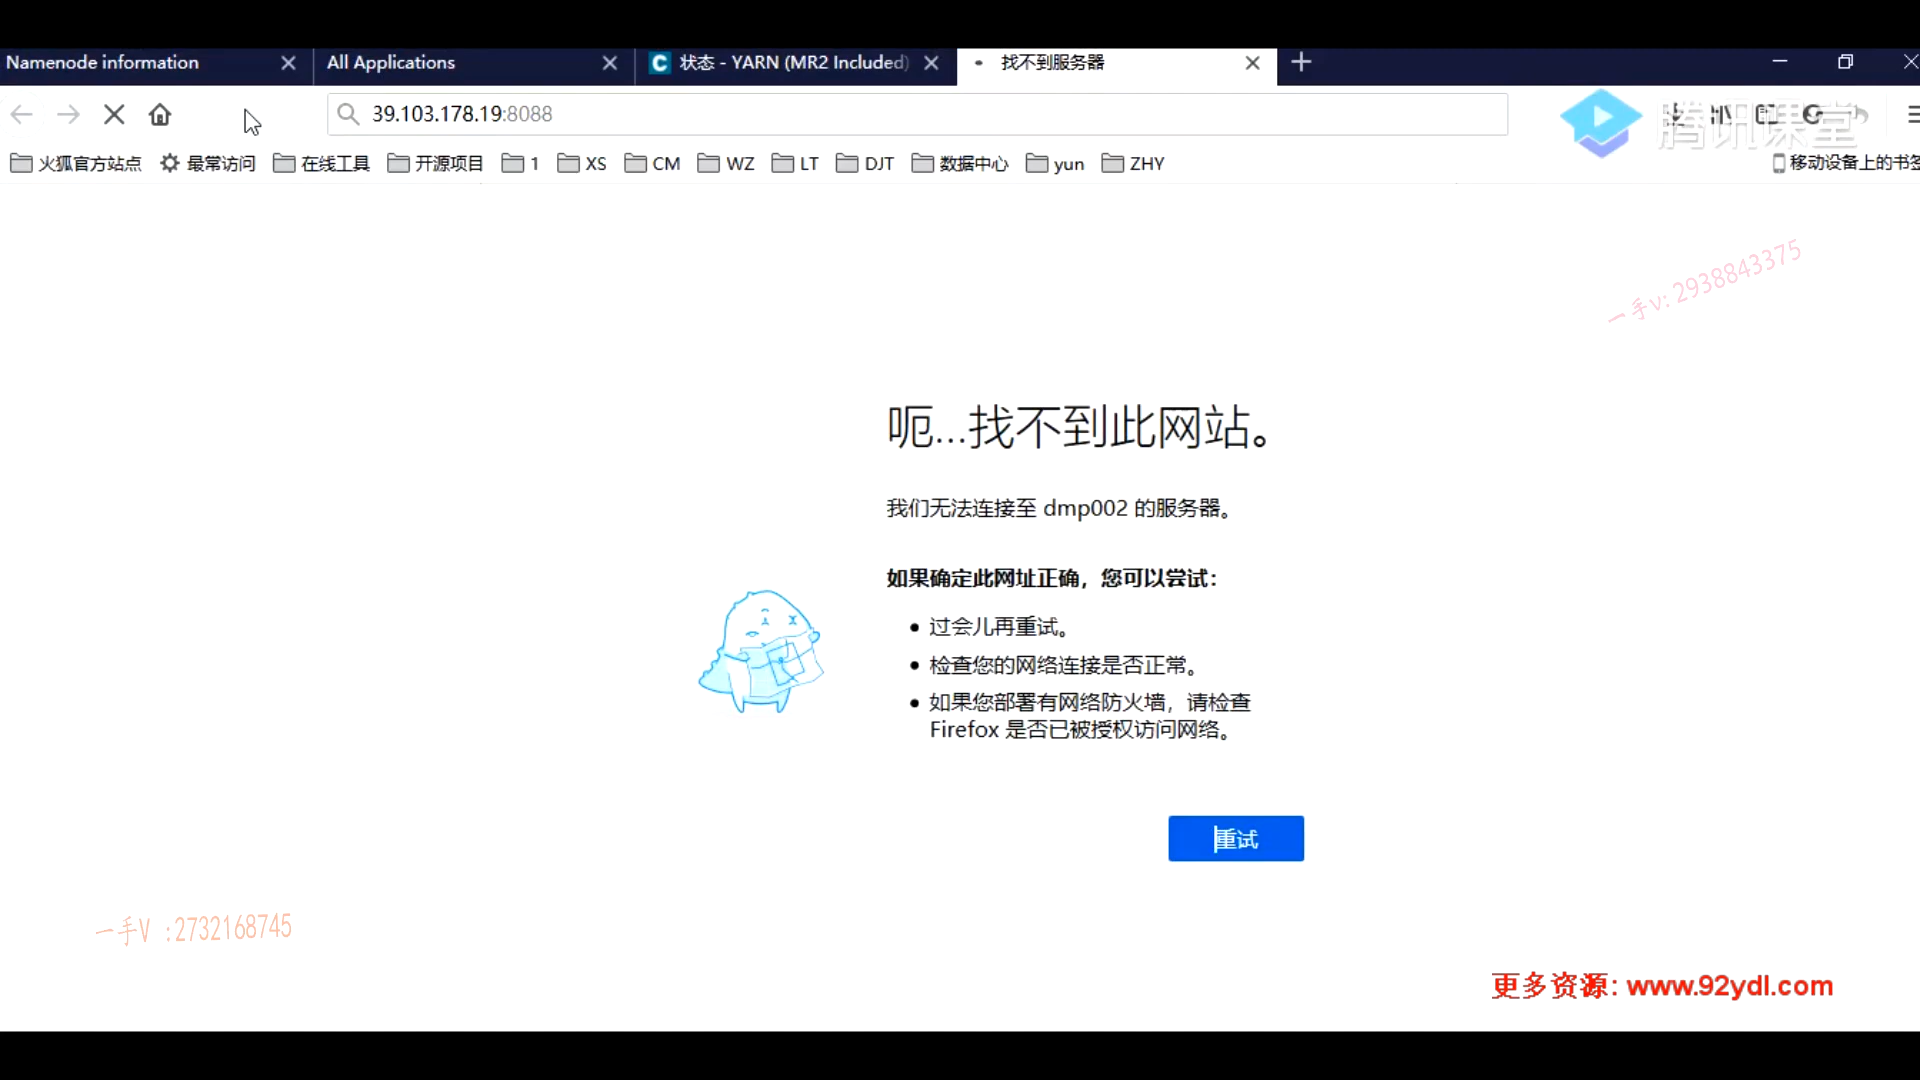 Namenode information
All Applications
C 状态 - YARN (MR2 Included)
找不到服务器
39.103.178.19:8088
腾讯课堂
火狐官方站点 最常访问 在线工具 开源项目 1 XS CM WZ LT DJT 数据中心 yun ZHY
移动设备上的书签
一手v: 2938843375
呃...找不到此网站。
我们无法连接至 dmp002 的服务器。
如果确定此网址正确，您可以尝试：
过会儿再重试。
检查您的网络连接是否正常。
如果您部署有网络防火墙，请检查
Firefox 是否已被授权访问网络。
重试
一手V :2732168745
更多资源: www.92ydl.com